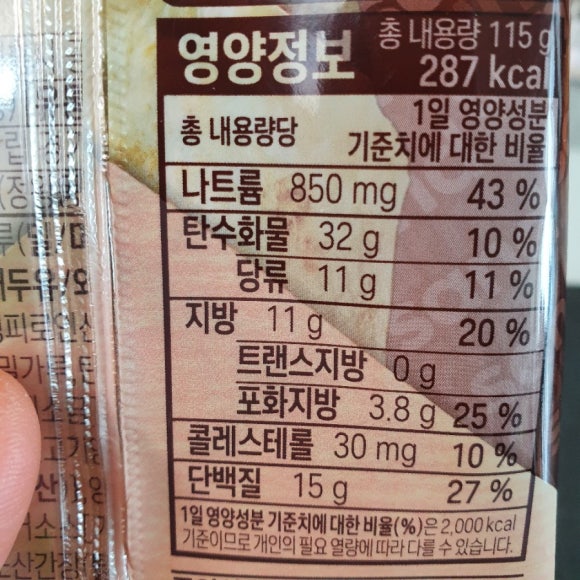 영양정보 총 내용량 115 g
287 kcal
총 내용량당 1일 영양성분
기준치에 대한 비율
나트륨 850 mg 43 %
탄수화물 32 g 10 %
당류 11 g 11 %
지방 11 g 20 %
트랜스지방 0 g
포화지방 3.8 g 25 %
콜레스테롤 30 mg 10 %
단백질 15 g 27 %
1일 영양성분 기준치에 대한 비율(%)은 2,000 kcal
기준이므로 개인의 필요 열량에 따라 다를 수 있습니다.